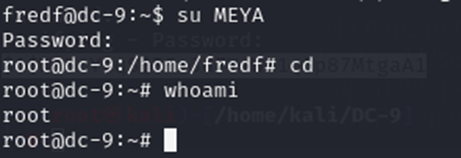 fredf@dc-9:~$ su MEYA
Password:
root@dc-9:/home/fredf# cd
root@dc-9:~# whoami
root
root@dc-9:~#